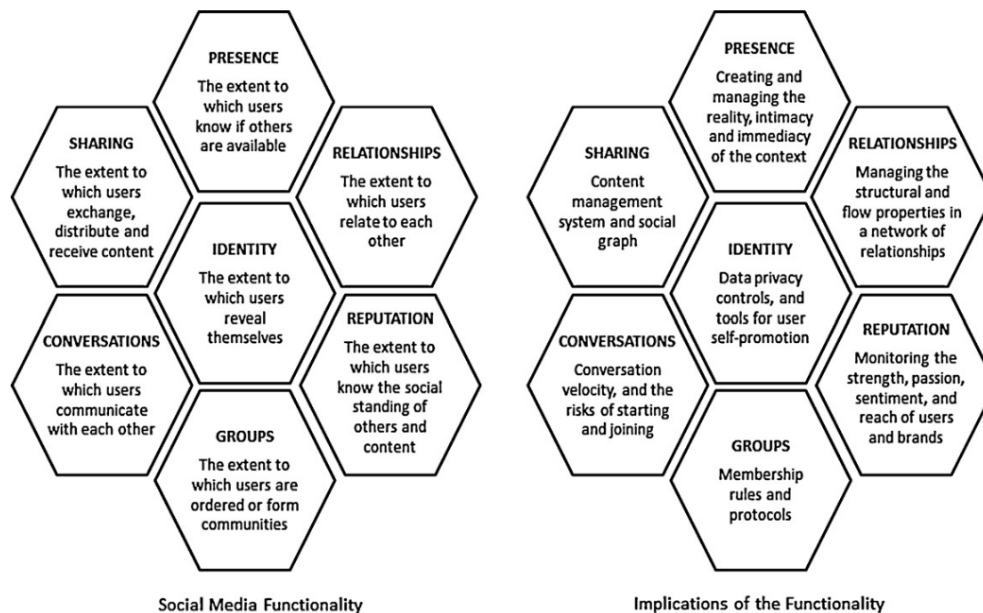 PRESENCE
The extent to
which users
know if others
are available
SHARING
The extent to
which users
exchange,
distribute and
receive content
RELATIONSHIPS
The extent to
which users
relate to each
other
IDENTITY
The extent to
which users
reveal
themselves
CONVERSATIONS
The extent to
which users
communicate
with each other
REPUTATION
The extent to
which users
know the social
standing of
others and
content
GROUPS
The extent to
which users are
ordered or form
communities
Social Media Functionality
PRESENCE
Creating and
managing the
reality, intimacy
and immediacy
of the context
SHARING
Content
management
system and social
graph
RELATIONSHIPS
Managing the
structural and
flow properties in
a network of
relationships
IDENTITY
Data privacy
controls, and
tools for user
self-promotion
CONVERSATIONS
Conversation
velocity, and the
risks of starting
and joining
REPUTATION
Monitoring the
strength, passion,
sentiment, and
reach of users
and brands
GROUPS
Membership
rules and
protocols
Implications of the Functionality